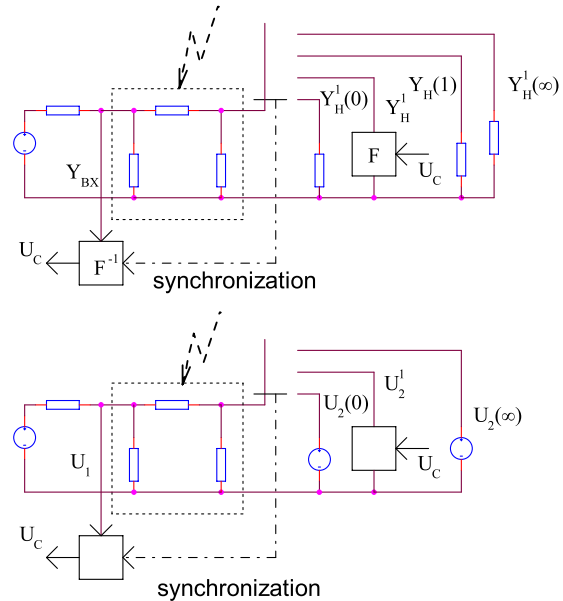 Y_H^1(0)
Y_H^1
Y_H(1)
Y_H^1(∞)
F
U_C
Y_BX
U_C
F^-1
synchronization
U_2(0)
U_2^1
U_2(∞)
U_C
U_1
U_C
synchronization